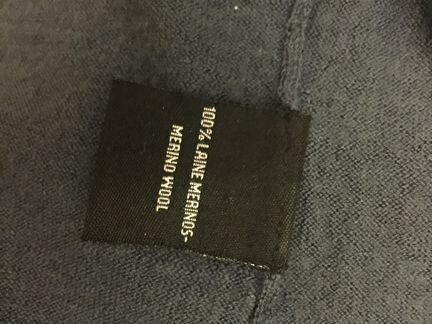 100% LAINE MERINOS-
MERINO WOOL